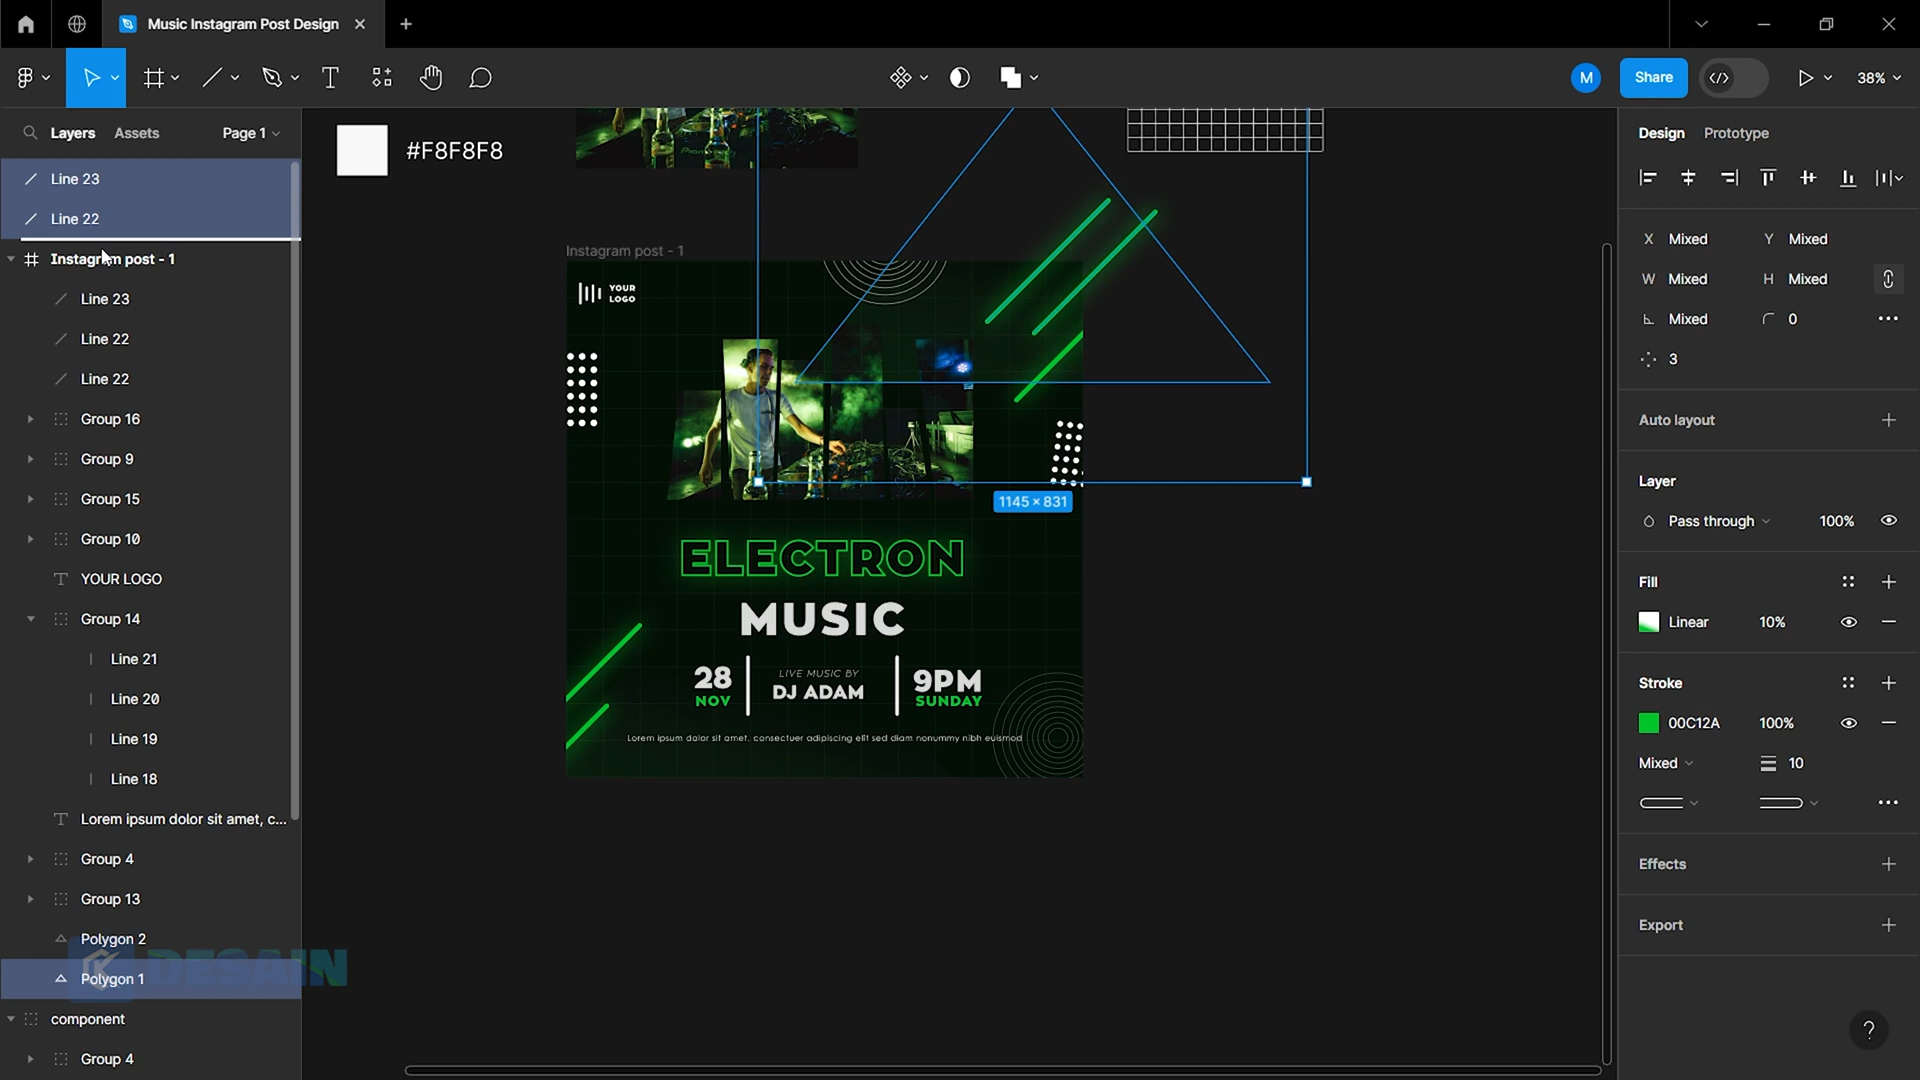 Music Instagram Post Design
Share
M
38%
Layers
Assets
Page 1
Line 23
Line 22
Instagram post - 1
Line 23
Line 22
Line 22
Group 16
Group 9
Group 15
Group 10
YOUR LOGO
Group 14
Line 21
Line 20
Line 19
Line 18
Lorem ipsum dolor sit amet, c...
Group 4
Group 13
Polygon 2
Polygon 1
component
Group 4
DESAIN
#F8F8F8
Instagram post - 1
YOUR
LOGO
1145 × 831
ELECTRON
MUSIC
28
NOV
LIVE MUSIC BY
DJ ADAM
9PM
SUNDAY
Lorem ipsum dolor sit amet, consectuer adipiscing elit sed diam nonummy nibh euismod
Design
Prototype
X Mixed
Y Mixed
W Mixed
H Mixed
Mixed
0
3
Auto layout
Layer
Pass through
100%
Fill
Linear
10%
Stroke
00C12A
100%
Mixed
10
Effects
Export
?